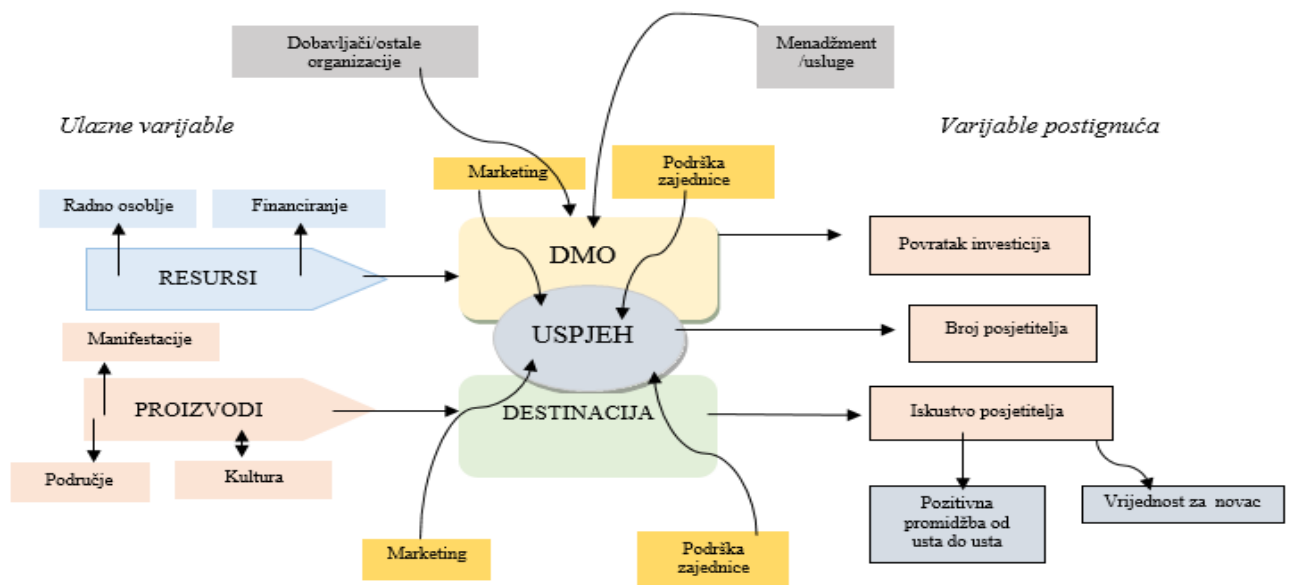 Dobavljači/ostale
organizacije
Menadžment
/usluge
Ulazne varijable
Varijable postignuća
Marketing
Podrška
zajednice
Radno osoblje
Financiranje
DMO
Povratak investicija
RESURSI
USPJEH
Broj posjetitelja
Manifestacije
PROIZVODI
DESTINACIJA
Iskustvo posjetitelja
Područje
Kultura
Pozitivna
promidžba od
usta do usta
Vrijednost za novac
Marketing
Podrška
zajednice